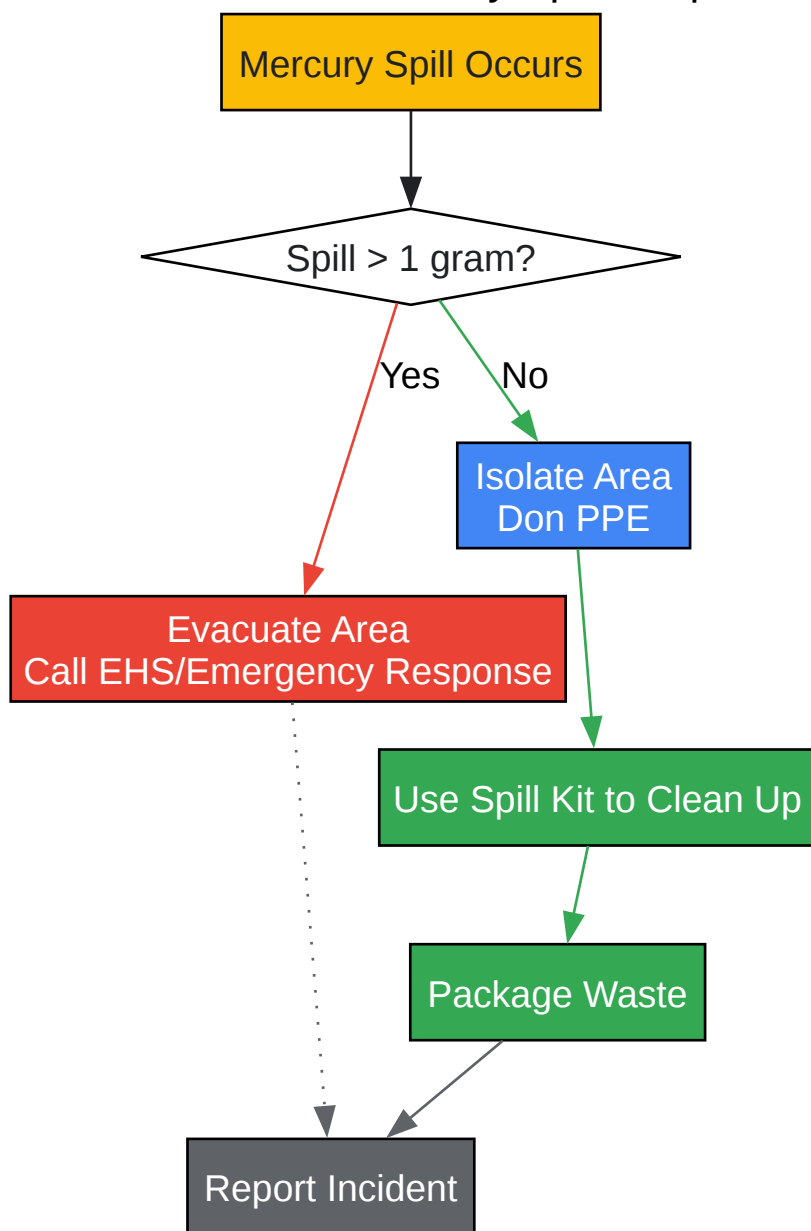 Mercury Spill Occurs
Spill > 1 gram?
Yes
No
Isolate Area
Don PPE
Evacuate Area
Call EHS/Emergency Response
Use Spill Kit to Clean Up
Package Waste
Report Incident